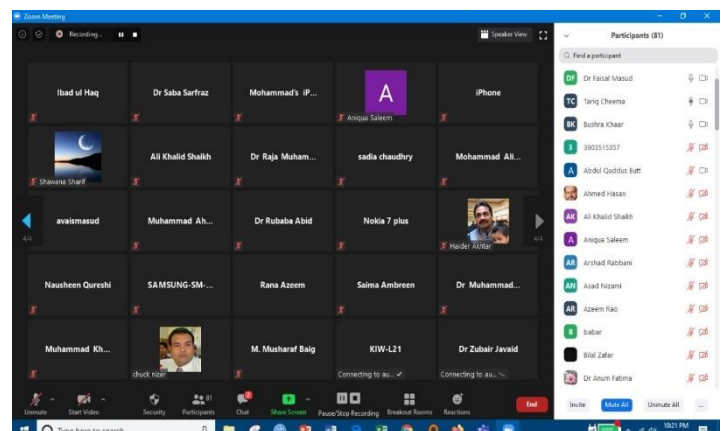 Zoom Meeting
Recording...
Speaker View
Ibad ul Haq
Dr Saba Sarfraz
Mohammad's iP...
A
Aniqua Saleem
iPhone
Shawana Sharif
Ali Khalid Shaikh
Dr Raja Muham...
sadia chaudhry
Mohammad Ali...
avaismasud
Muhammad Ah...
Dr Rubaba Abid
Nokia 7 plus
Haider Akhtar
4/4
4/4
Nausheen Qureshi
SAMSUNG-SM-...
Rana Azeem
Saima Ambreen
Dr Muhammad...
Muhammad Kh...
chuck nizer
M. Musharaf Baig
KIW-L21
Connecting to au...
Dr Zubair Javaid
Connecting to au...
Unmute
Start Video
Security
81
Participants
Chat
Share Screen
Pause/Stop Recording
Breakout Rooms
Reactions
End
Participants (81)
Find a participant
DF Dr Faisal Masud
TC Tariq Cheema
BK Bushra Khaar
3 3903515357
A Abdul Quddus Butt
Ahmed Hasan
AK Ali Khalid Shaikh
A Aniqua Saleem
AR Arshad Rabbani
AN Asad Nizami
AR Azeem Rao
B babar
Bilal Zafar
Dr Anum Fatima
Invite
Mute All
Unmute All
...
Type here to search
10:21 PM